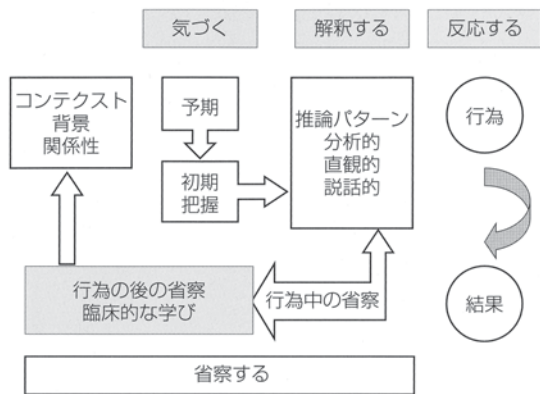 気づく
解釈する
反応する
コンテクスト
背景
関係性
予期
初期
把握
推論パターン
分析的
直観的
説話的
行為
行為の後の省察
臨床的な学び
行為中の省察
結果
省察する